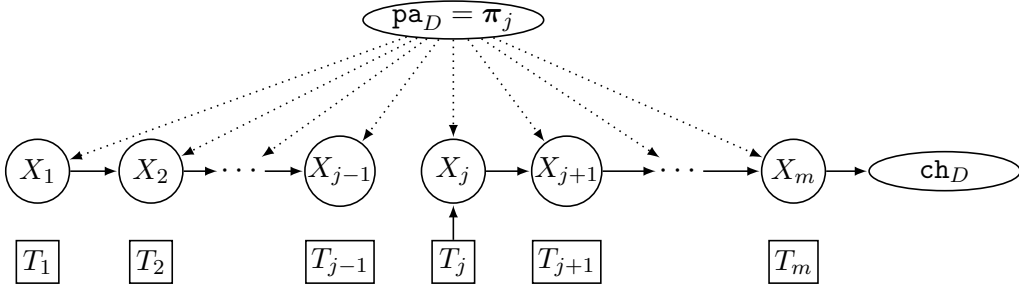 pa_D = π_j
X_1 X_2 ··· X_{j−1} X_j X_{j+1} ··· X_m ch_D
T_1 T_2 T_{j−1} T_j T_{j+1} T_m